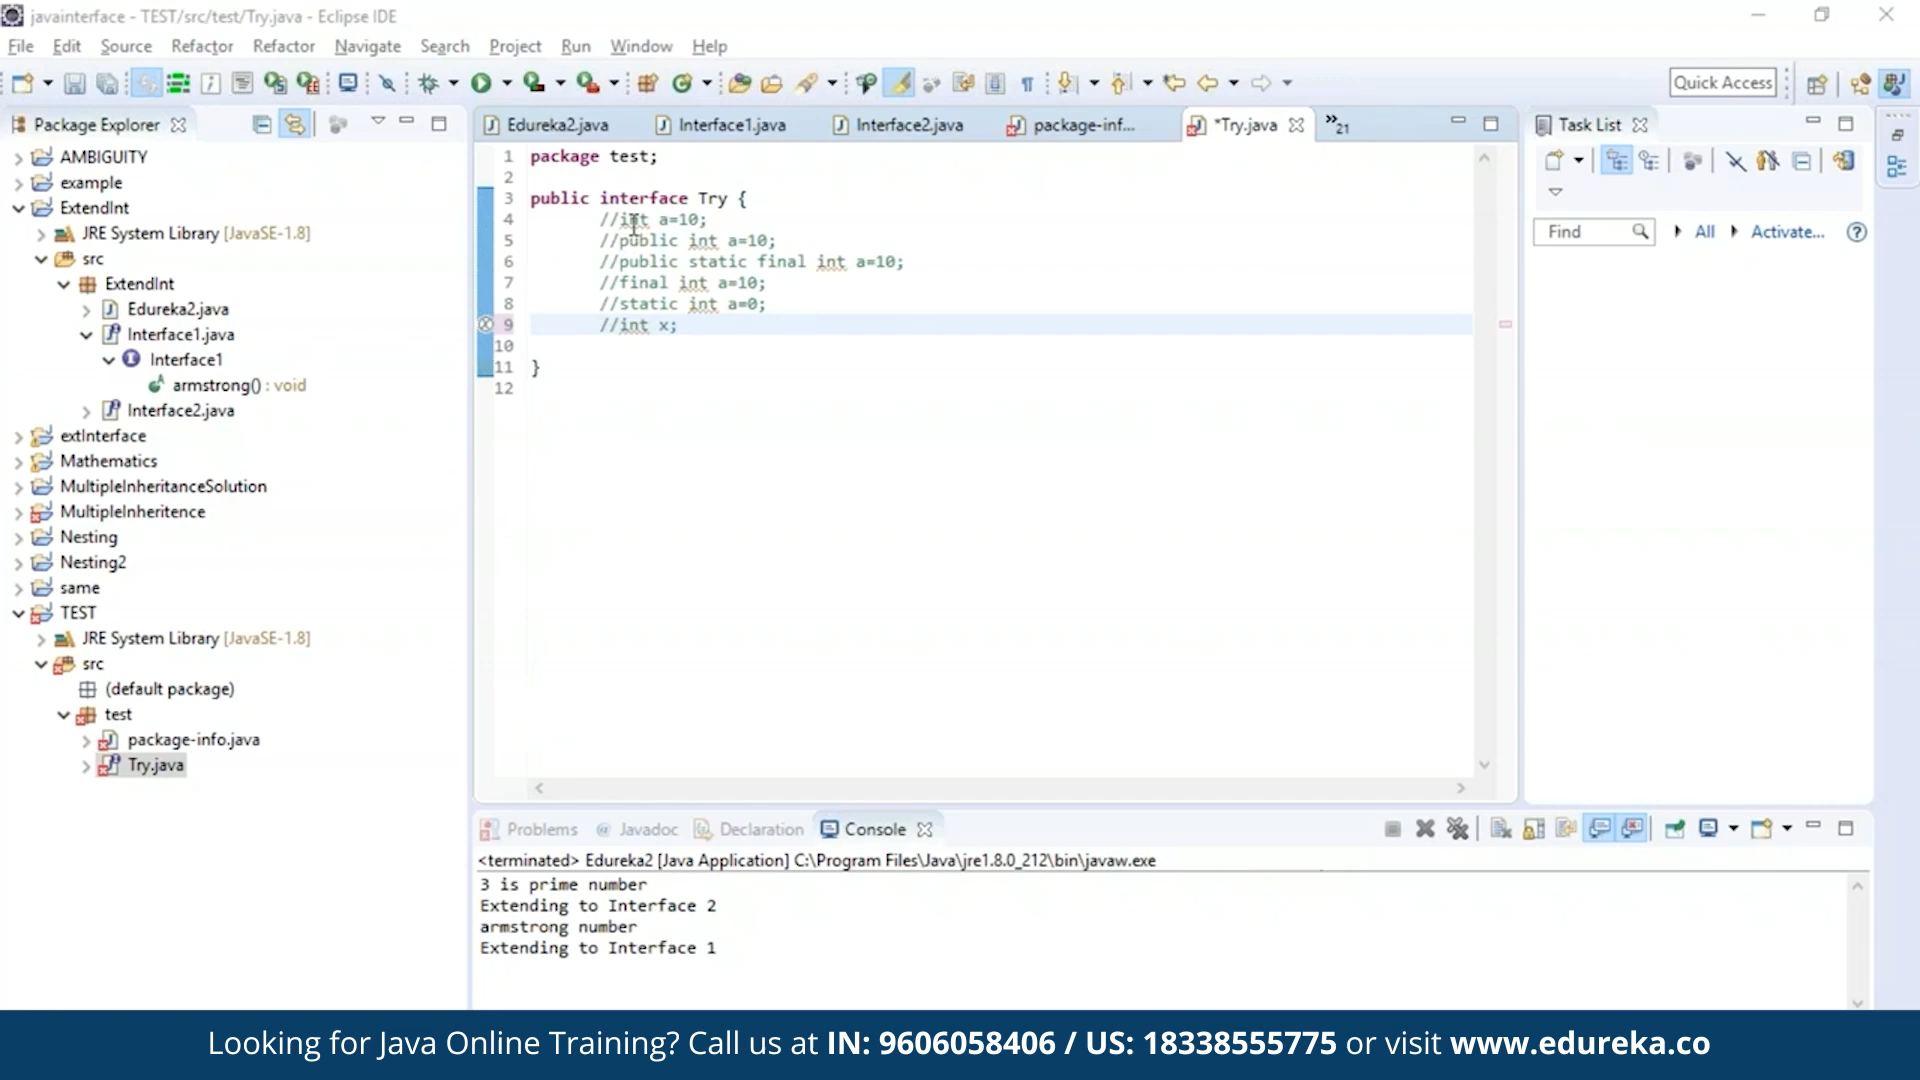 javainterface - TEST/src/test/Try.java - Eclipse IDE
File Edit Source Refactor Refactor Navigate Search Project Run Window Help
Quick Access
Package Explorer
AMBIGUITY
example
ExtendInt
JRE System Library [JavaSE-1.8]
src
ExtendInt
Edureka2.java
Interface1.java
Interface1
armstrong() : void
Interface2.java
extInterface
Mathematics
MultipleInheritanceSolution
MultipleInheritence
Nesting
Nesting2
same
TEST
JRE System Library [JavaSE-1.8]
src
(default package)
test
package-info.java
Try.java
Edureka2.java Interface1.java Interface2.java package-inf... *Try.java »21
1 package test;
2
3 public interface Try {
4 //int a=10;
5 //public int a=10;
6 //public static final int a=10;
7 //final int a=10;
8 //static int a=0;
9 //int x;
10
11 }
12
Task List
Find All Activate...
Problems @ Javadoc Declaration Console
<terminated> Edureka2 [Java Application] C:\Program Files\Java\jre1.8.0_212\bin\javaw.exe
3 is prime number
Extending to Interface 2
armstrong number
Extending to Interface 1
Looking for Java Online Training? Call us at IN: 9606058406 / US: 18338555775 or visit www.edureka.co